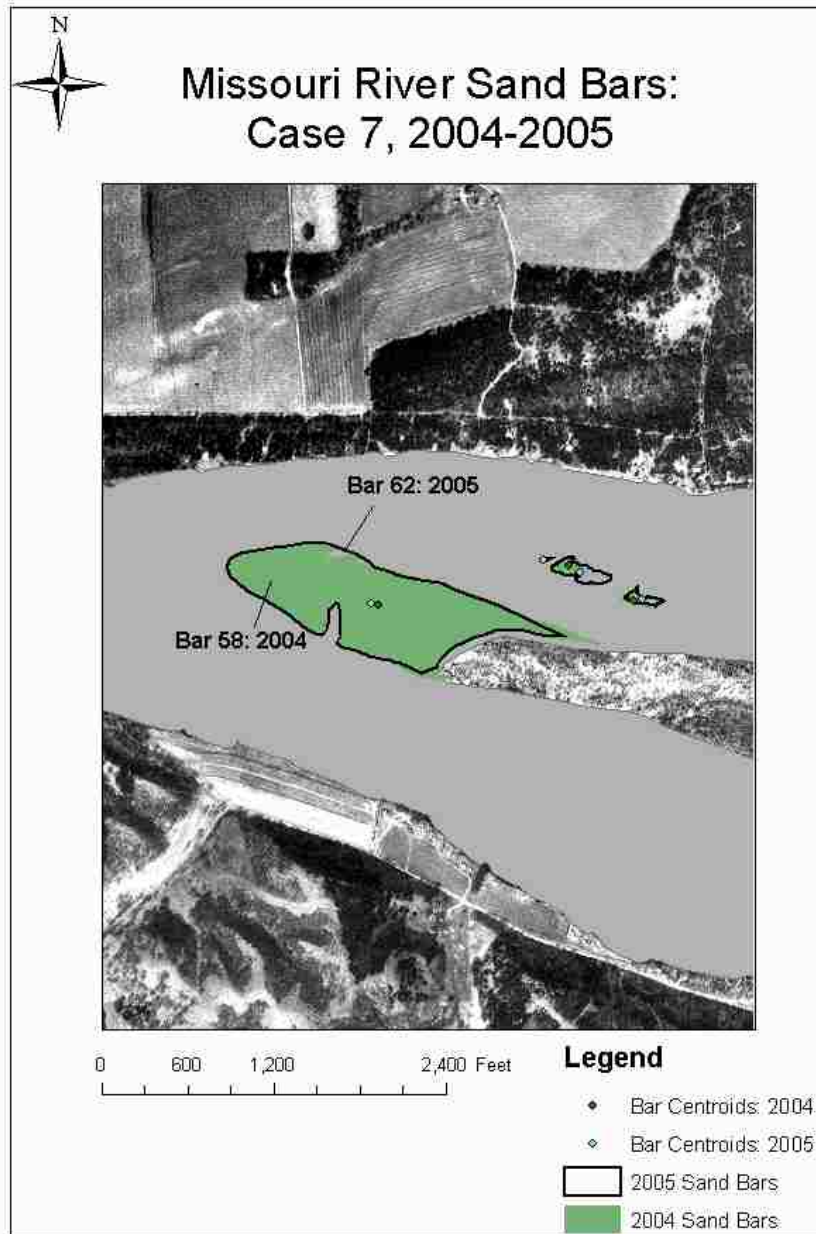 N
Missouri River Sand Bars:
Case 7, 2004-2005
Bar 62: 2005
Bar 58: 2004
0 600 1,200 2,400 Feet
Legend
Bar Centroids: 2004
Bar Centroids: 2005
2005 Sand Bars
2004 Sand Bars